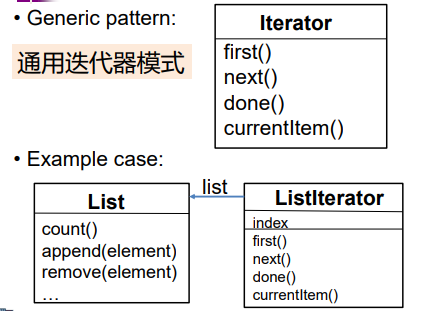 • Generic pattern:
通用迭代器模式
Iterator
first()
next()
done()
currentItem()
• Example case:
List
count()
append(element)
remove(element)
...
list
ListIterator
index
first()
next()
done()
currentItem()